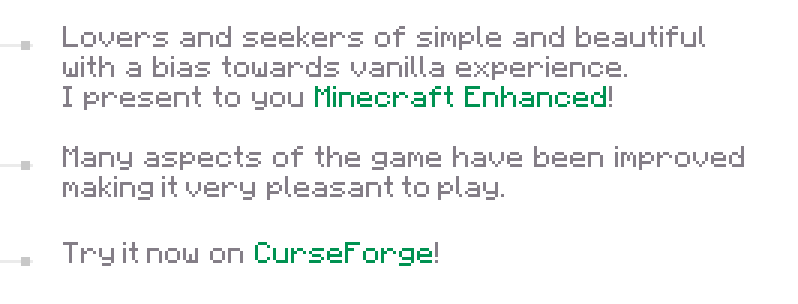 Lovers and seekers of simple and beautiful
with a bias towards vanilla experience.
I present to you Minecraft Enhanced!
Many aspects of the game have been improved
making it very pleasant to play.
Try it now on CurseForge!